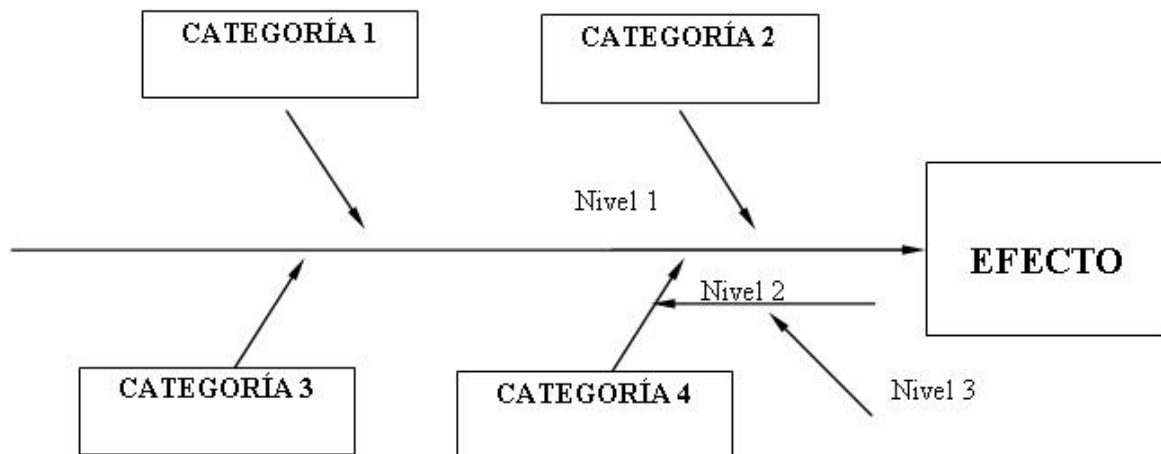 CATEGORÍA 1
CATEGORÍA 2
Nivel 1
EFECTO
Nivel 2
CATEGORÍA 3
CATEGORÍA 4
Nivel 3